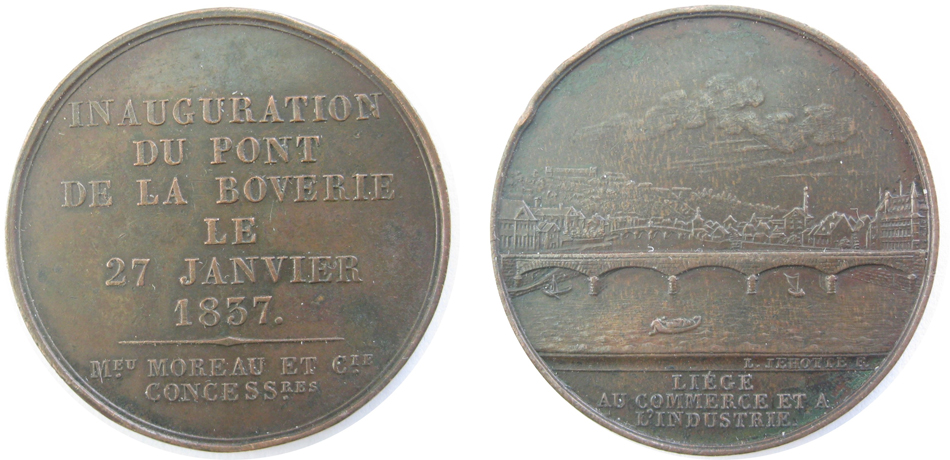 INAUGURATION
DU PONT
DE LA BOVERIE
LE
27 JANVIER
1837.
MEU MOREAU ET CIE
CONCESSRES
L. JEHOTTE F.
LIÉGE
AU COMMERCE ET A
L'INDUSTRIE.